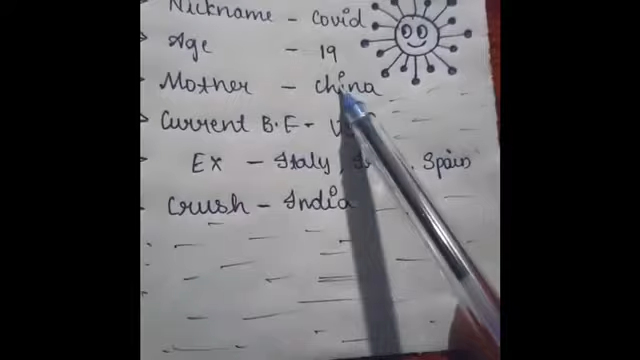 Nickname - Covid
Age - 19
Mother - China
Current B.F -
Ex - Italy, Spain
Crush - India